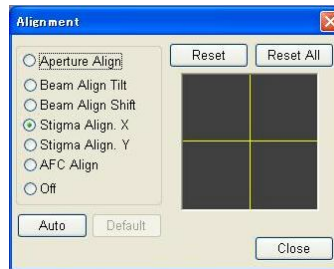 Alignment
Reset
Reset All
Aperture Align
Beam Align Tilt
Beam Align Shift
Stigma Align. X
Stigma Align. Y
AFC Align
Off
Auto
Default
Close